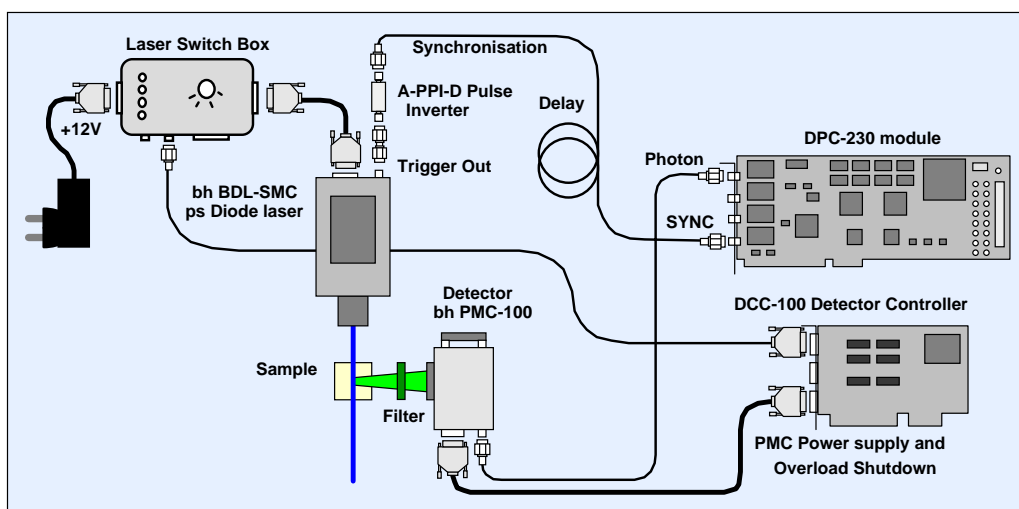 Laser Switch Box
Synchronisation
A-PPI-D Pulse
Inverter
Delay
+12V
DPC-230 module
Trigger Out
Photon
bh BDL-SMC
ps Diode laser
SYNC
Detector
bh PMC-100
DCC-100 Detector Controller
Sample
Filter
PMC Power supply and
Overload Shutdown